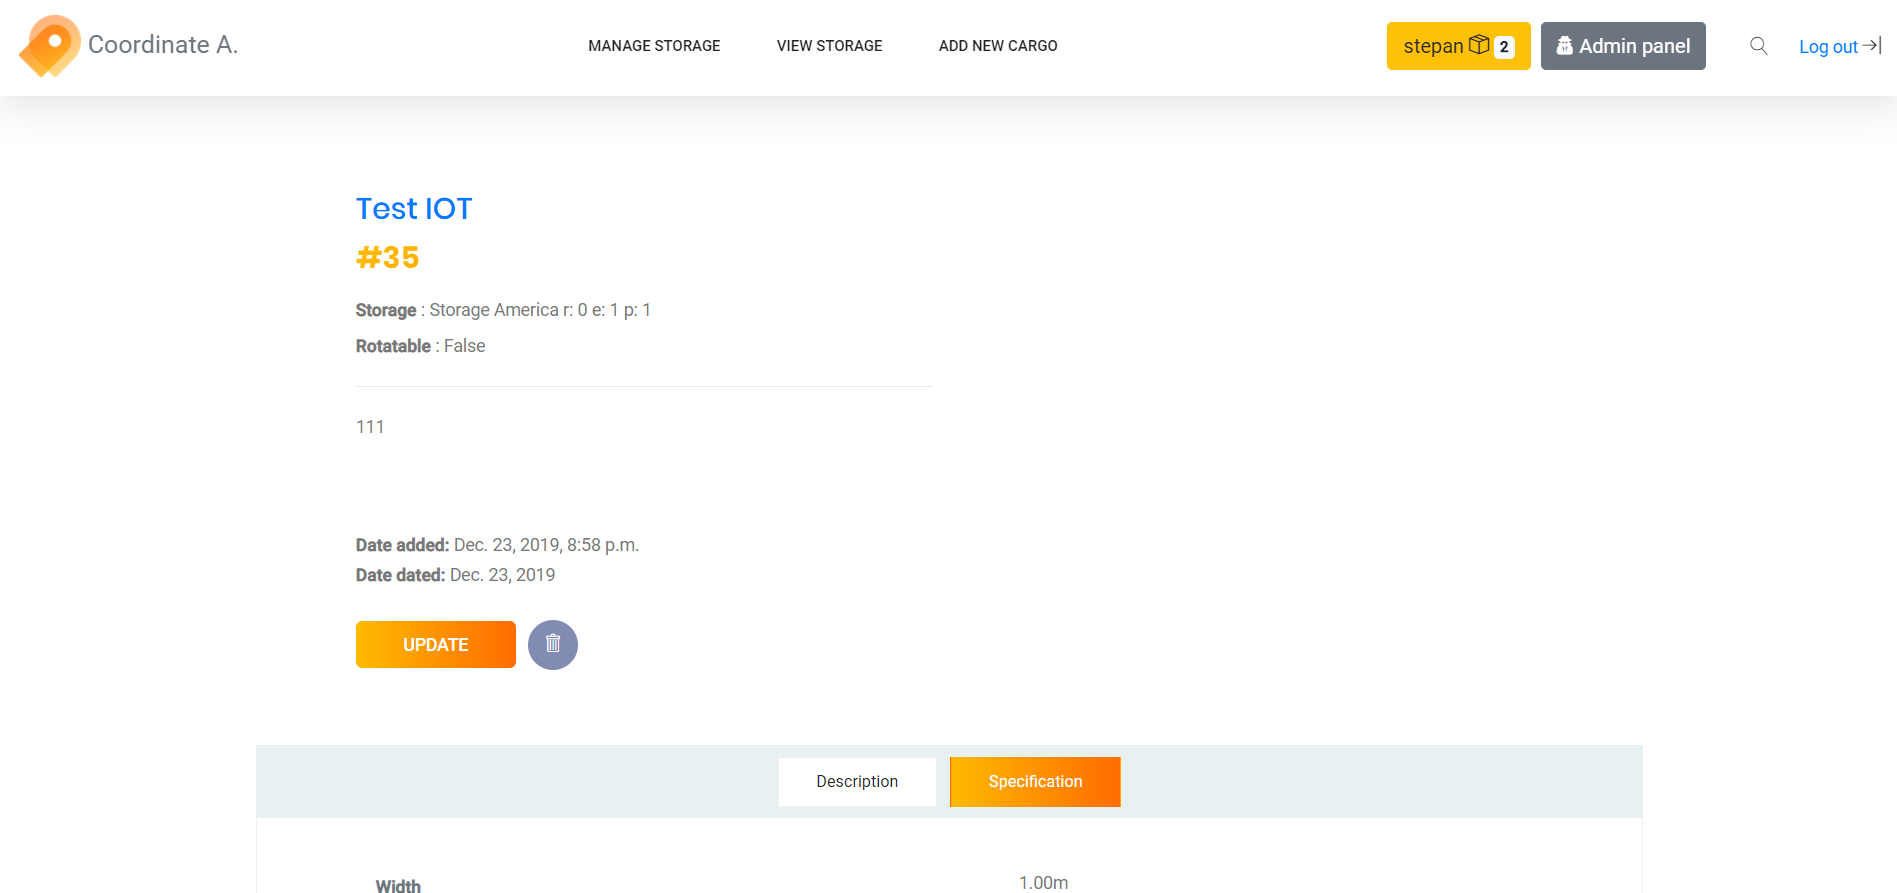 Coordinate A.
MANAGE STORAGE
VIEW STORAGE
ADD NEW CARGO
stepan 2
Admin panel
Log out
Test IOT
#35
Storage : Storage America r: 0 e: 1 p: 1
Rotatable : False
111
Date added: Dec. 23, 2019, 8:58 p.m.
Date dated: Dec. 23, 2019
UPDATE
Description
Specification
Width 1.00m